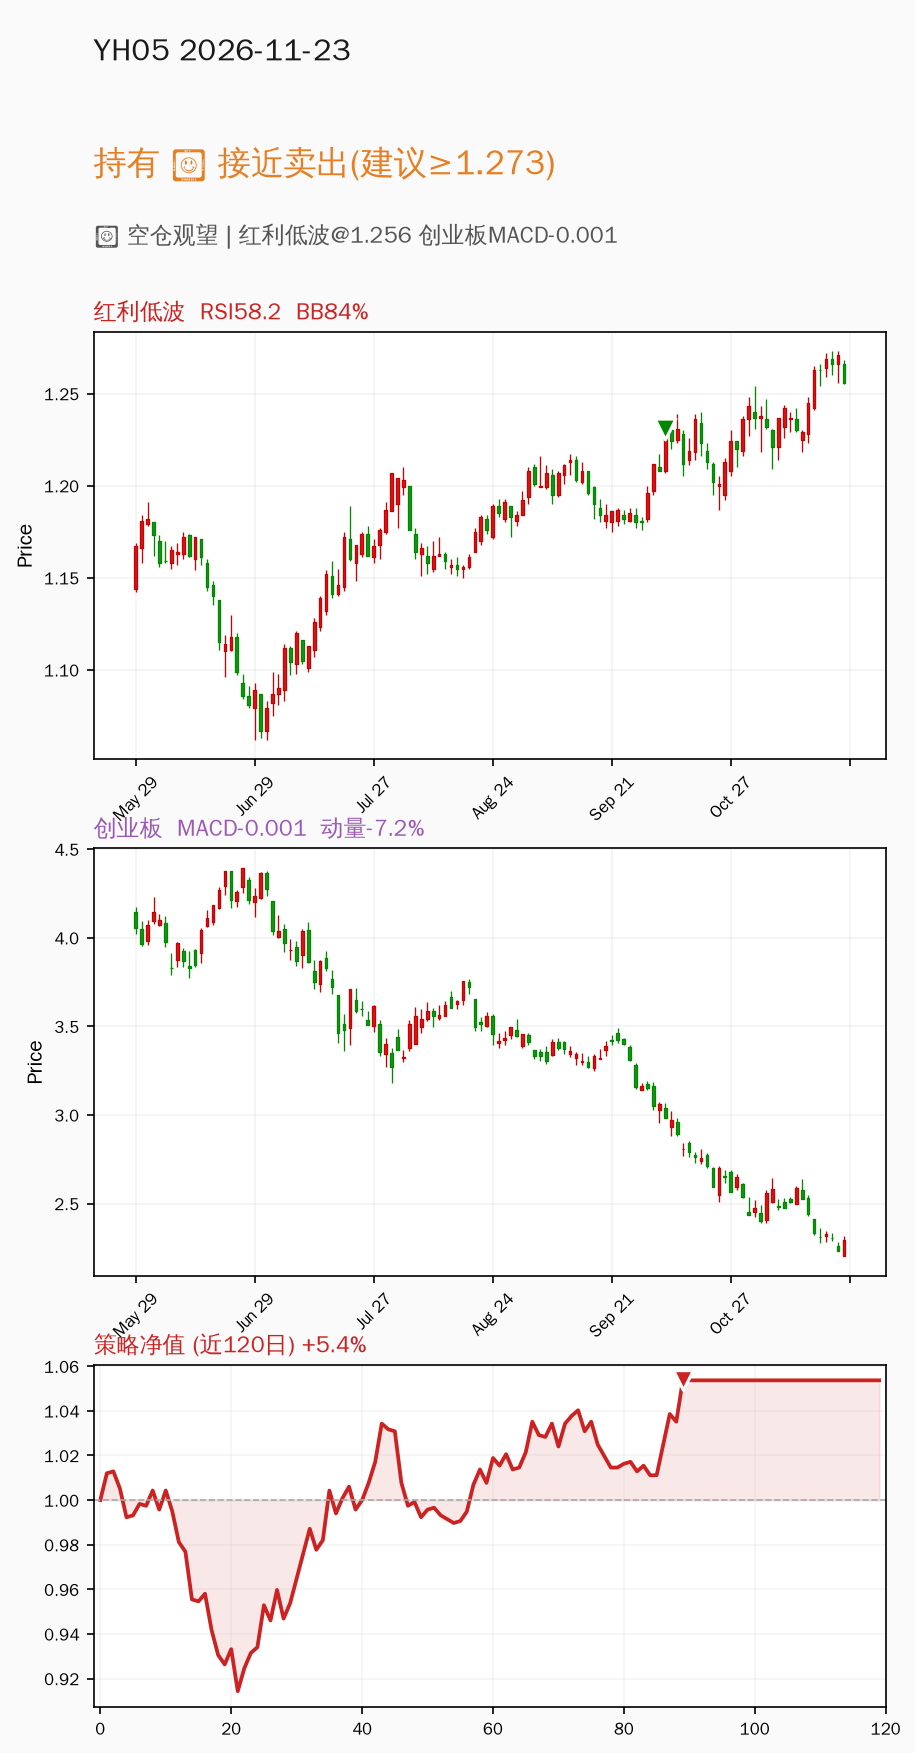 YH05 2026-11-23
持有 接近卖出(建议≥1.273)
空仓观望 | 红利低波@1.256 创业板MACD-0.001
红利低波 RSI58.2 BB84%
Price
1.25
1.20
1.15
1.10
May 29 Jun 29 Jul 27 Aug 24 Sep 21 Oct 27
创业板 MACD-0.001 动量-7.2%
Price
4.5
4.0
3.5
3.0
2.5
May 29 Jun 29 Jul 27 Aug 24 Sep 21 Oct 27
策略净值 (近120日) +5.4%
1.06
1.04
1.02
1.00
0.98
0.96
0.94
0.92
0 20 40 60 80 100 120